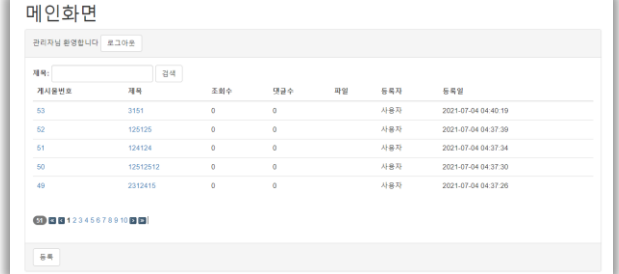 메인화면
관리자님 환영합니다 로그아웃
제목: 검색
게시물번호 제목 조회수 댓글수 파일 등록자 등록일
53 3151 0 0 사용자 2021-07-04 04:40:19
52 125125 0 0 사용자 2021-07-04 04:37:39
51 124124 0 0 사용자 2021-07-04 04:37:34
50 12512512 0 0 사용자 2021-07-04 04:37:30
49 2312415 0 0 사용자 2021-07-04 04:37:26
51 1 2 3 4 5 6 7 8 9 10
등록